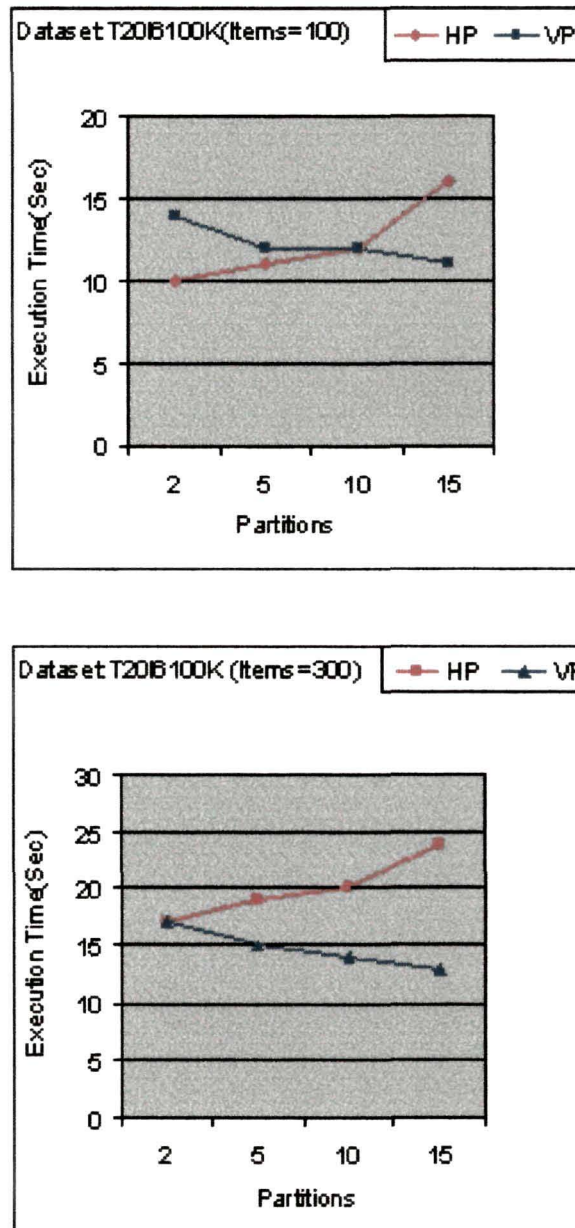 Dataset T20I6100K(Items=100)
HP VP
Execution Time(Sec)
20
15
10
5
0
2 5 10 15
Partitions
Dataset T20I6100K (Items=300)
HP VP
Execution Time(Sec)
30
25
20
15
10
5
0
2 5 10 15
Partitions